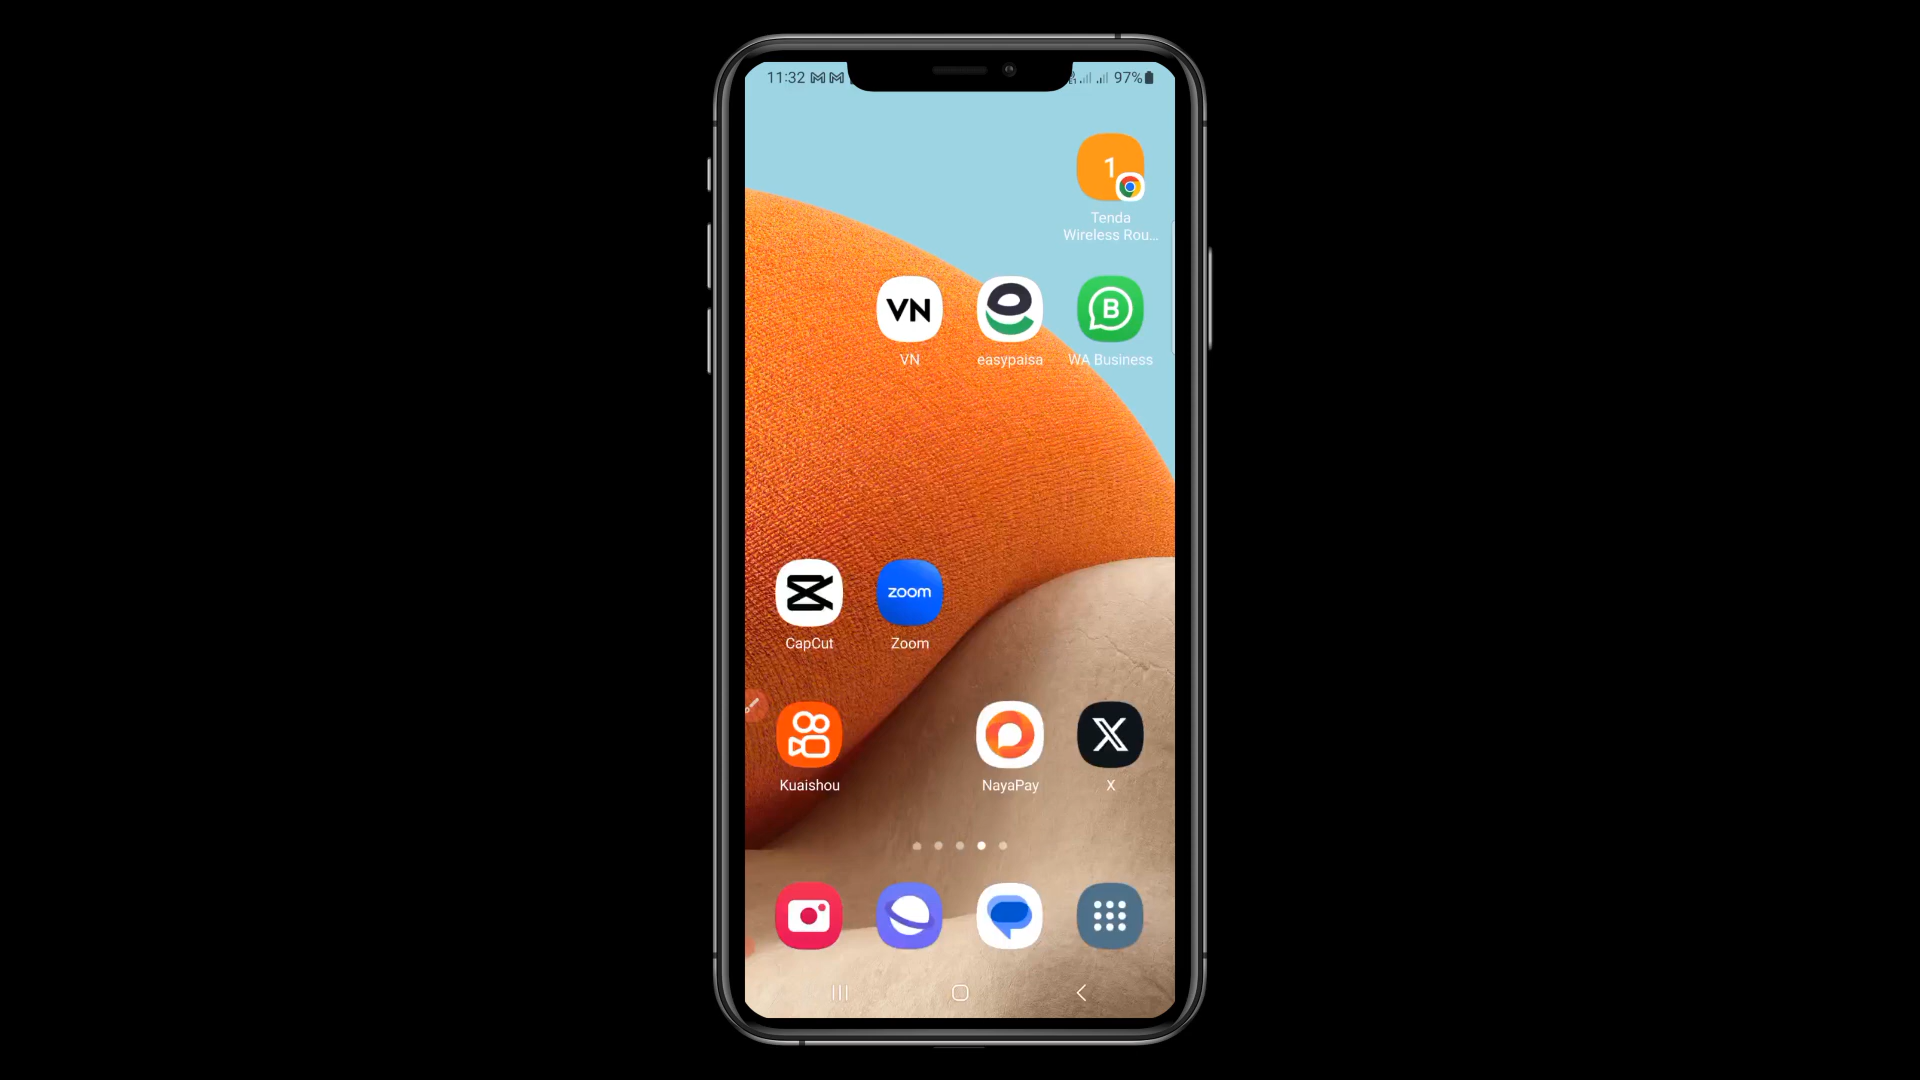 11:32
97%
1
Tenda
Wireless Rou...
VN
B
VN
easypaisa
WA Business
zoom
CapCut
Zoom
X
Kuaishou
NayaPay
X